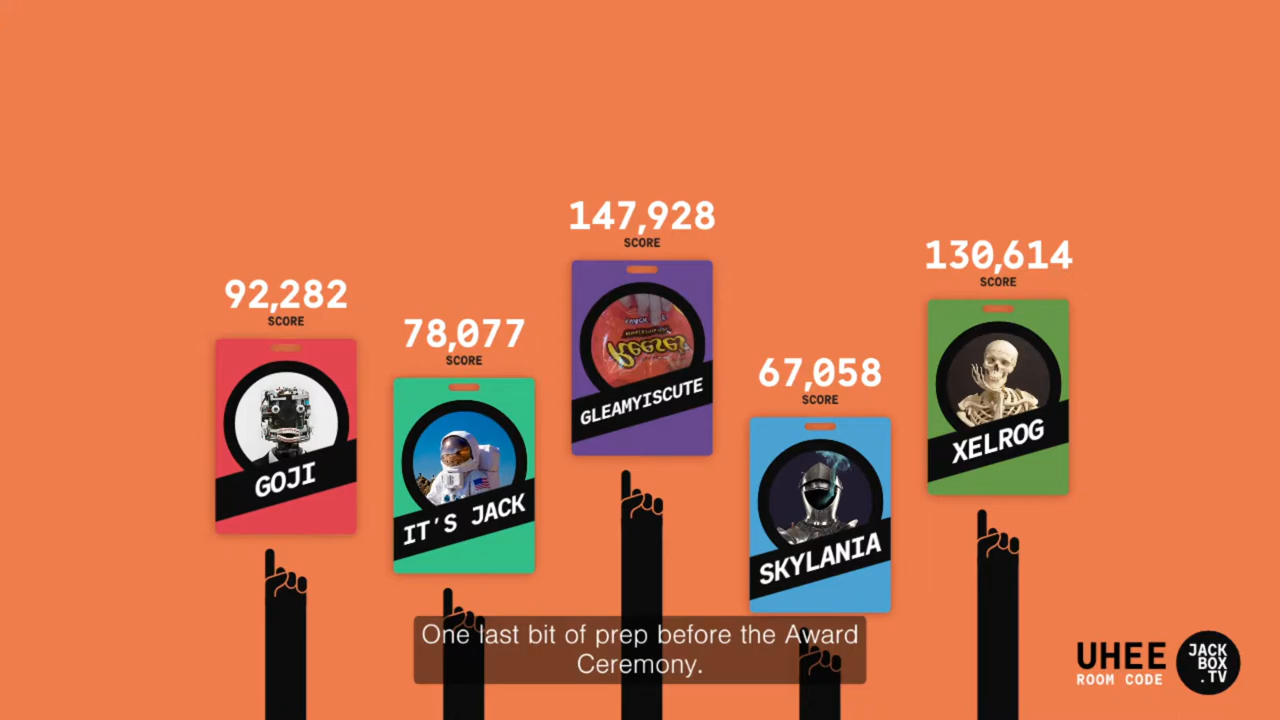 147,928
SCORE
130,614
SCORE
92,282
SCORE
78,077
SCORE
67,058
SCORE
Reeses
GLEAMYISCUTE
XELROG
GOJI
IT'S JACK
SKYLANIA
One last bit of prep before the Award
Ceremony.
UHEE
ROOM CODE
JACK
BOX
.TV